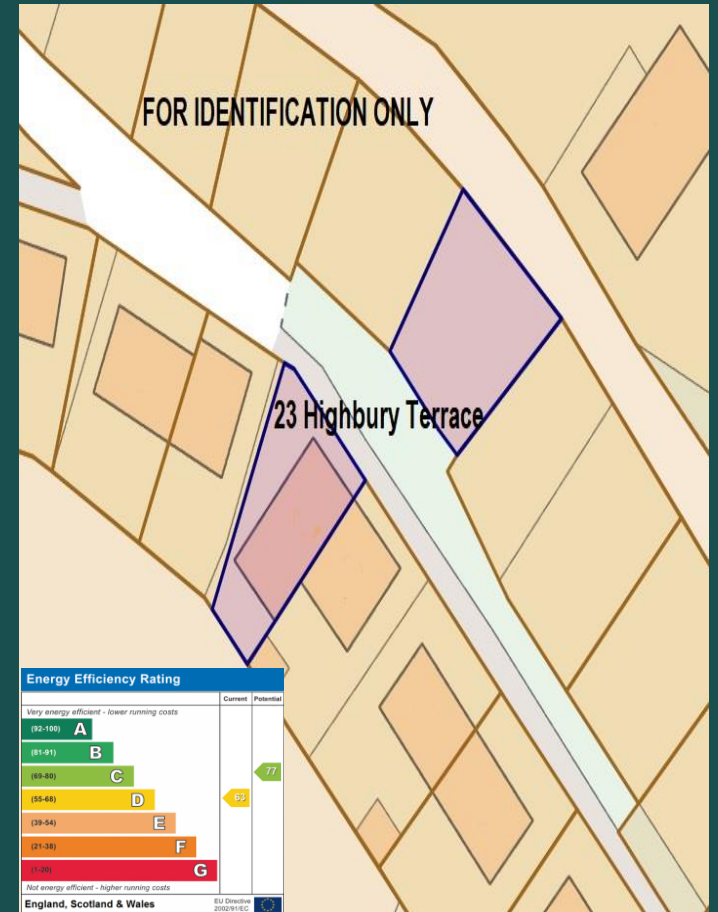 FOR IDENTIFICATION ONLY
23 Highbury Terrace
Energy Efficiency Rating
Current Potential
Very energy efficient - lower running costs
(92-100) A
(81-91) B
(69-80) C
77
(55-68) D
63
(39-54) E
(21-38) F
(1-20) G
Not energy efficient - higher running costs
England, Scotland & Wales
EU Directive
2002/91/EC